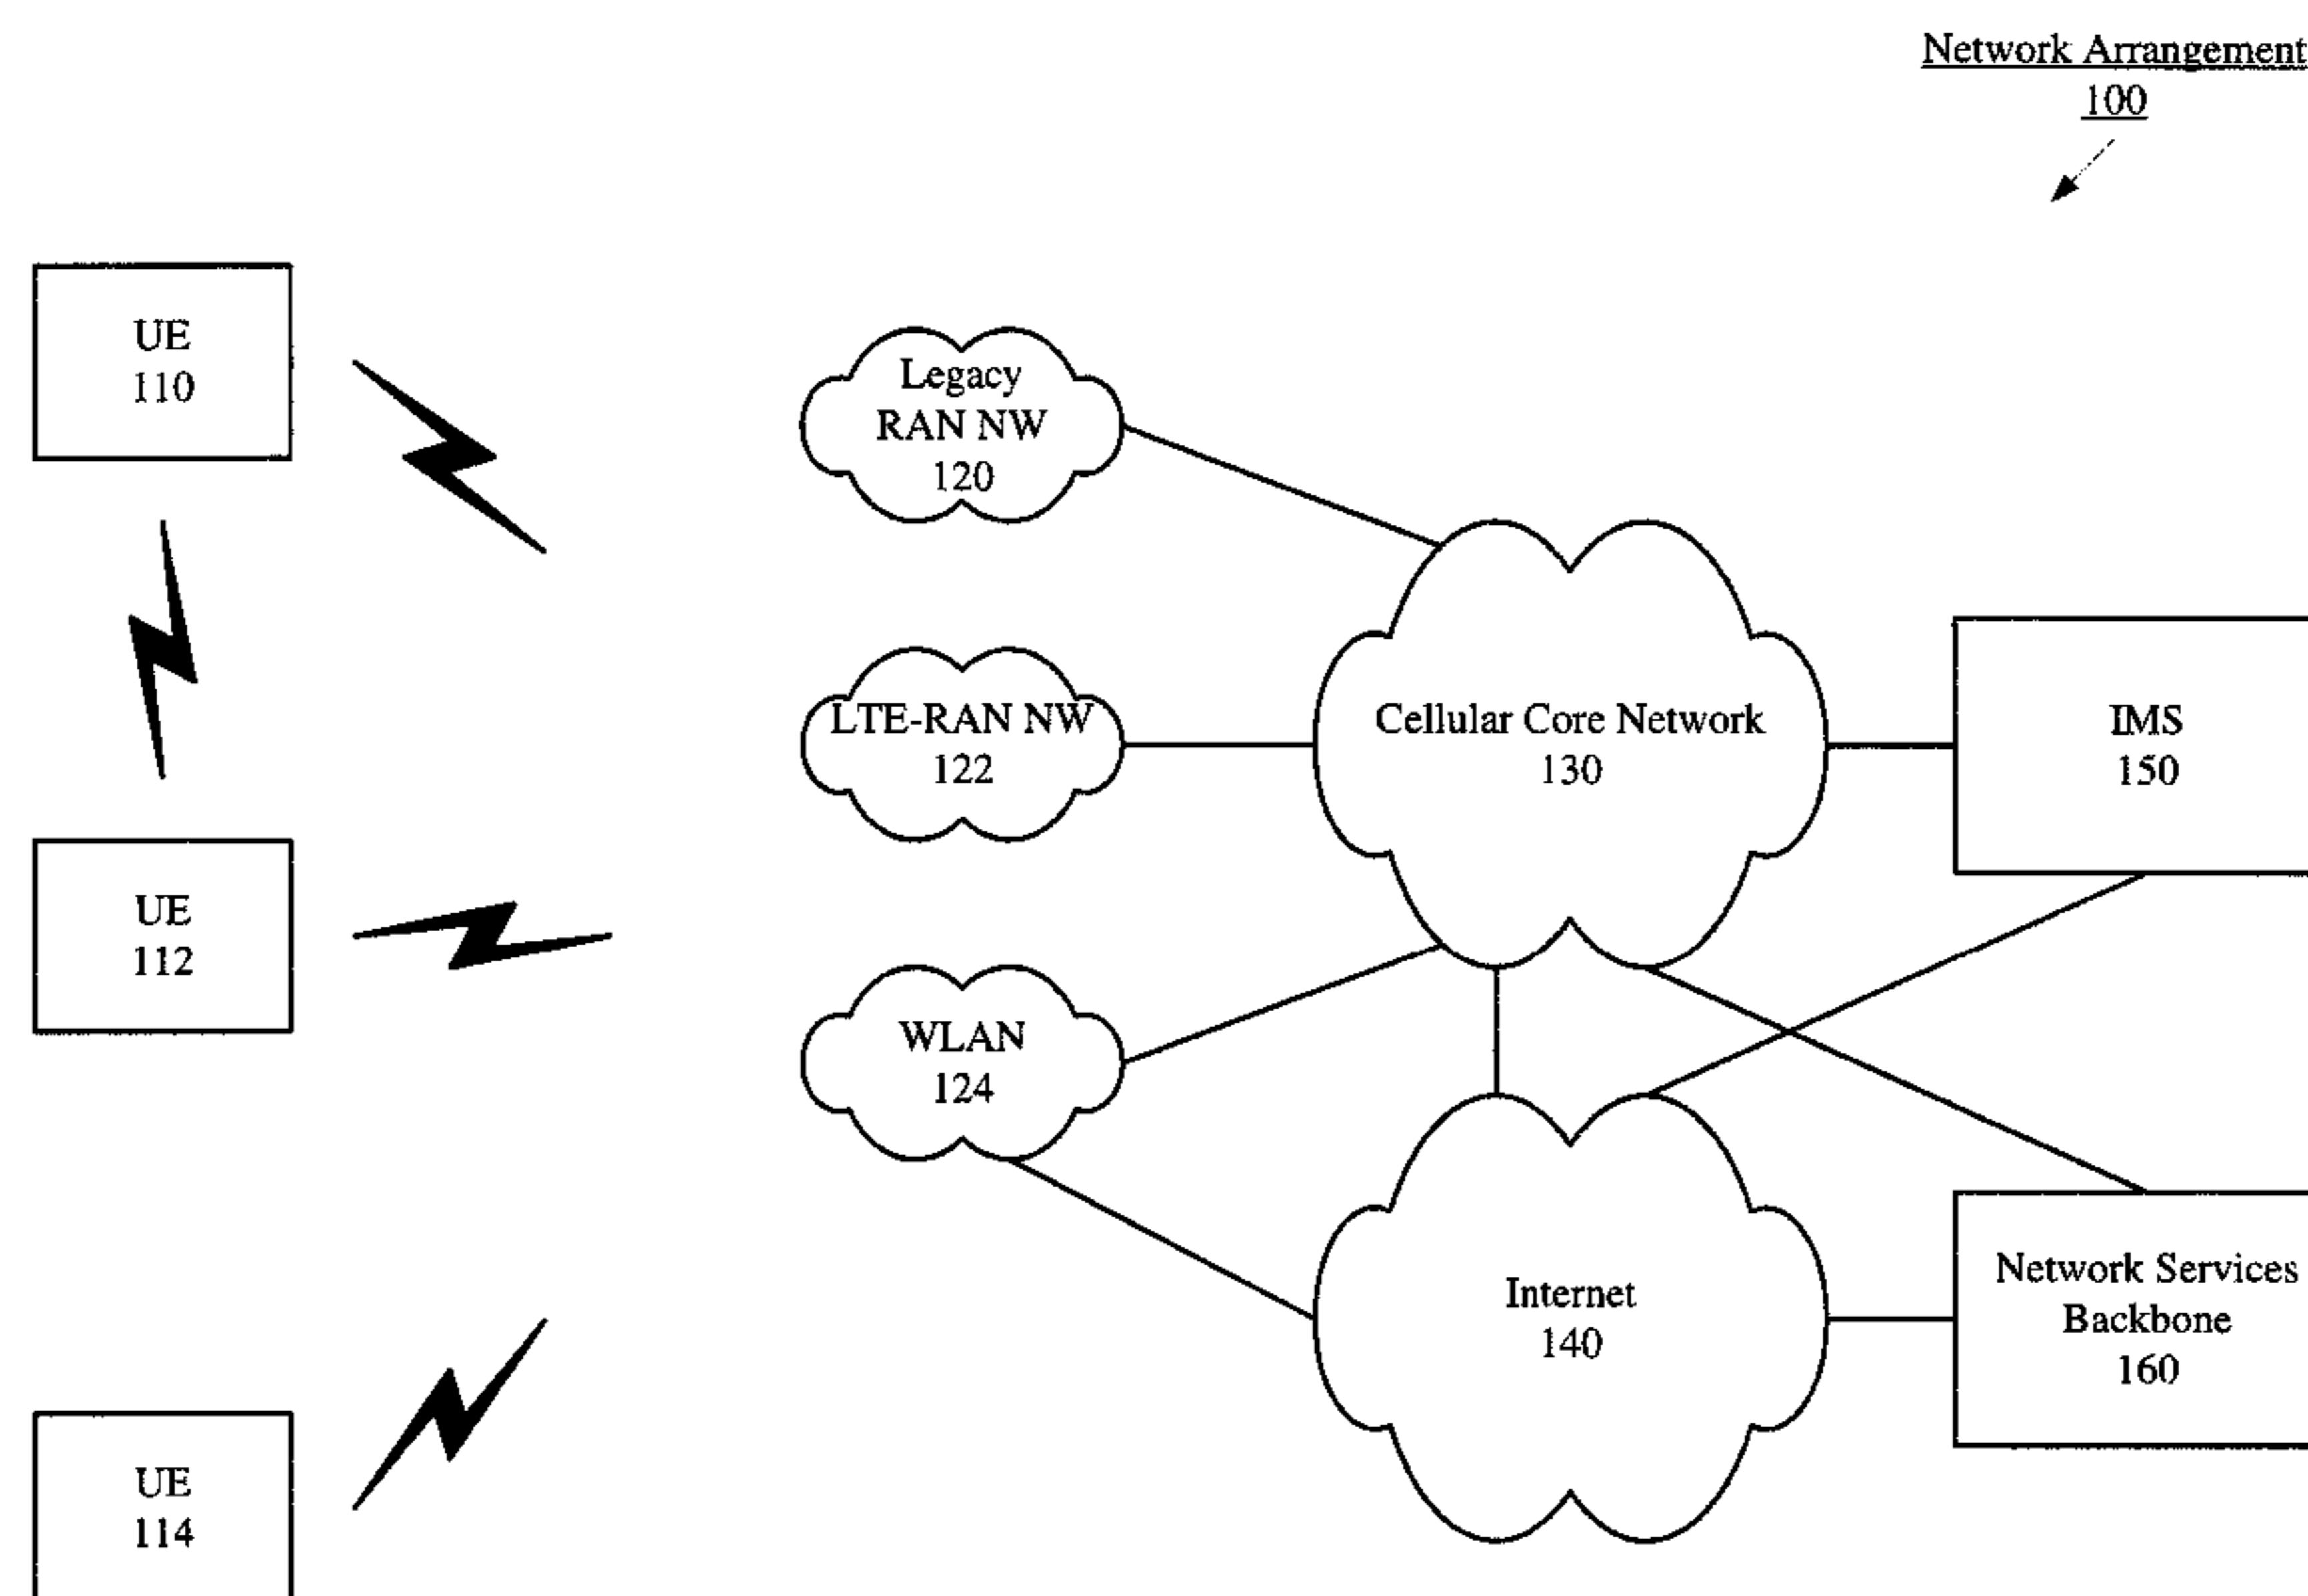 Network Arrangement
100
UE
110
Legacy
RAN NW
120
LTE-RAN NW
122
Cellular Core Network
130
IMS
150
UE
112
WLAN
124
Internet
140
Network Services
Backbone
160
UE
114